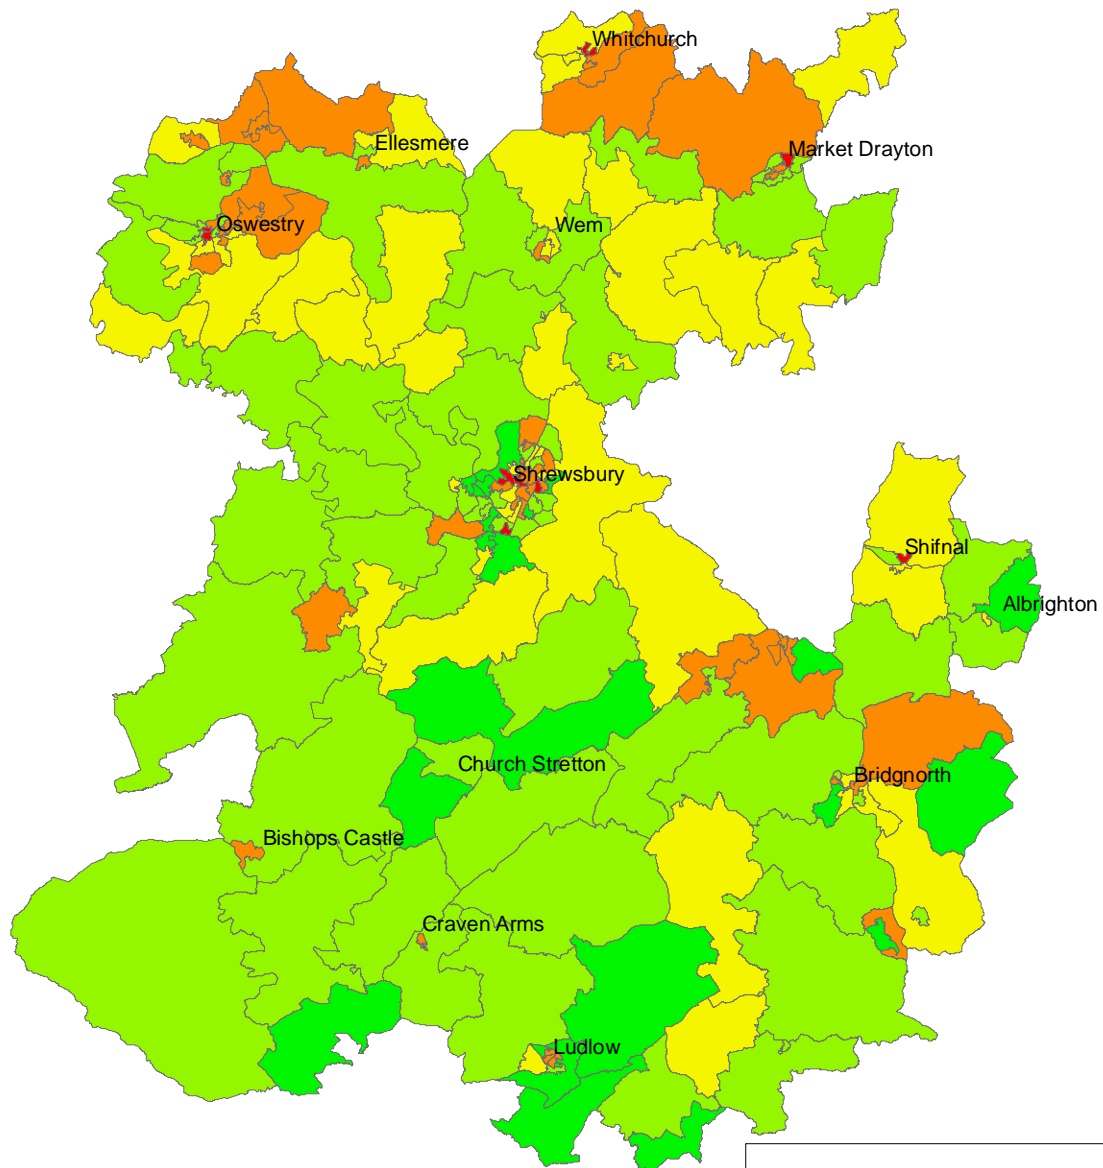 Whitchurch
Ellesmere
Market Drayton
Oswestry
Wem
Shrewsbury
Shifnal
Albrighton
Church Stretton
Bridgnorth
Bishops Castle
Craven Arms
Ludlow